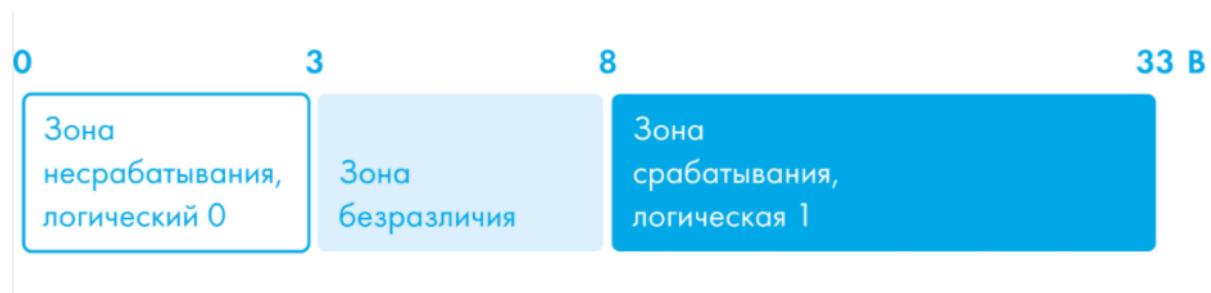 0 3 8 33 В
Зона
несрабатывания,
логический 0
Зона
безразличия
Зона
срабатывания,
логическая 1